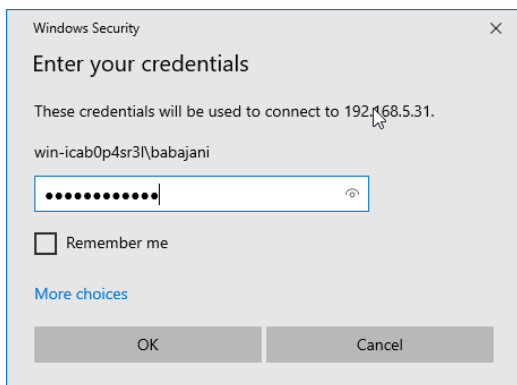 Windows Security
Enter your credentials
These credentials will be used to connect to 192.168.5.31.
win-icab0p4sr3l\babajani
●●●●●●●●●●●●
Remember me
More choices
OK
Cancel